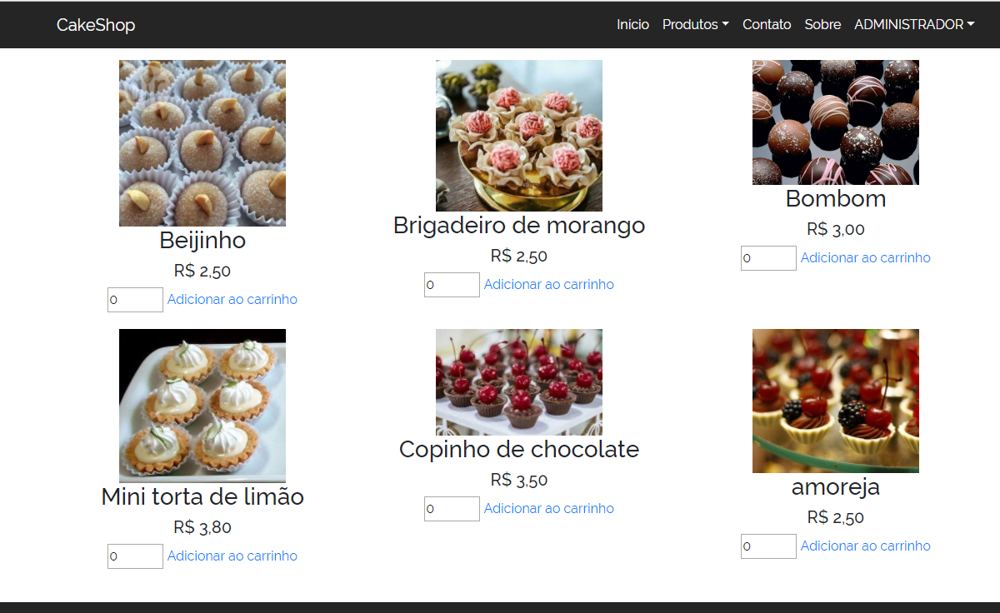 CakeShop
Início Produtos Contato Sobre ADMINISTRADOR
Beijinho
R$ 2,50
0 Adicionar ao carrinho
Brigadeiro de morango
R$ 2,50
0 Adicionar ao carrinho
Bombom
R$ 3,00
0 Adicionar ao carrinho
Mini torta de limão
R$ 3,80
0 Adicionar ao carrinho
Copinho de chocolate
R$ 3,50
0 Adicionar ao carrinho
amoreja
R$ 2,50
0 Adicionar ao carrinho